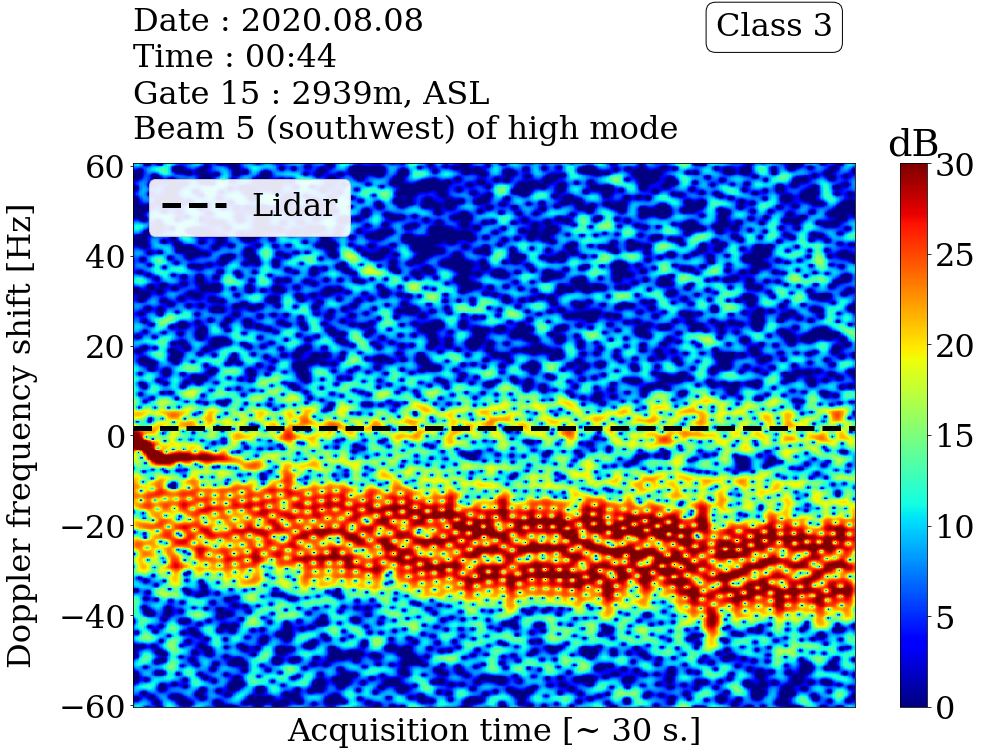 Date : 2020.08.08
Time : 00:44
Gate 15 : 2939m, ASL
Beam 5 (southwest) of high mode
Class 3
dB
Lidar
Doppler frequency shift [Hz]
60
40
20
0
−20
−40
−60
Acquisition time [~ 30 s.]
30
25
20
15
10
5
0